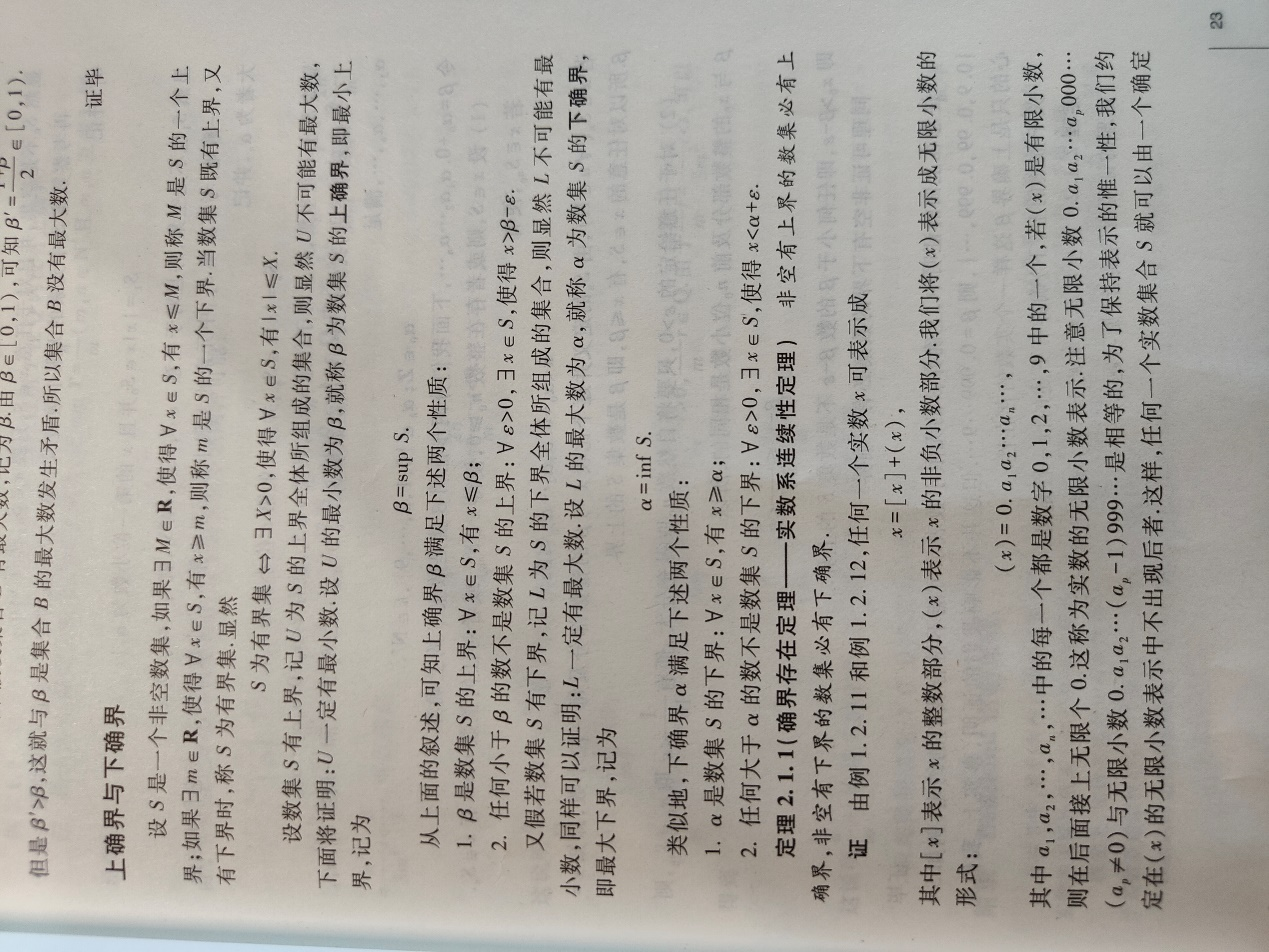 最大数,记为β.由β∈[0,1),可知β′=
2
∈[0,1).
但是β′>β,这就与β是集合B的最大数发生矛盾.所以集合B没有最大数. 证毕
上确界与下确界
设S是一个非空数集,如果∃M∈R,使得∀x∈S,有x≤M,则称M是S的一个上
界;如果∃m∈R,使得∀x∈S,有x≥m,则称m是S的一个下界.当数集S既有上界,又
有下界时,称S为有界集.显然
S为有界集⇔∃X>0,使得∀x∈S,有|x|≤X.
设数集S有上界,记U为S的上界全体所组成的集合,则显然U不可能有最大数,
下面将证明:U一定有最小数.设U的最小数为β,就称β为数集S的上确界,即最小上
界,记为
β=sup S.
从上面的叙述,可知上确界β满足下述两个性质:
1. β是数集S的上界:∀x∈S,有x≤β;
2. 任何小于β的数不是数集S的上界:∀ε>0,∃x∈S,使得x>β-ε.
又假若数集S有下界,记L为S的下界全体所组成的集合,则显然L不可能有最
小数,同样可以证明:L一定有最大数.设L的最大数为α,就称α为数集S的下确界,
即最大下界,记为
α=inf S.
类似地,下确界α满足下述两个性质:
1. α是数集S的下界:∀x∈S,有x≥α;
2. 任何大于α的数不是数集S的下界:∀ε>0,∃x∈S,使得x<α+ε.
定理2.1.1(确界存在定理——实数系连续性定理) 非空有上界的数集必有上
确界,非空有下界的数集必有下确界.
证 由例1.2.11和例1.2.12,任何一个实数x可表示成
x=[x]+(x),
其中[x]表示x的整数部分,(x)表示x的非负小数部分.我们将(x)表示成无限小数的
形式:
(x)=0.a₁a₂…aₙ…,
其中a₁,a₂,…,aₙ,…中的每一个都是数字0,1,2,…,9中的一个,若(x)是有限小数,
则在后面接上无限个0.这称为实数的无限小数表示.注意无限小数0.a₁a₂…aₚ000…
(aₚ≠0)与无限小数0.a₁a₂…(aₚ-1)999…是相等的,为了保持表示的惟一性,我们约
定在(x)的无限小数表示中不出现后者.这样,任何一个实数集合S就可以由一个确定
23